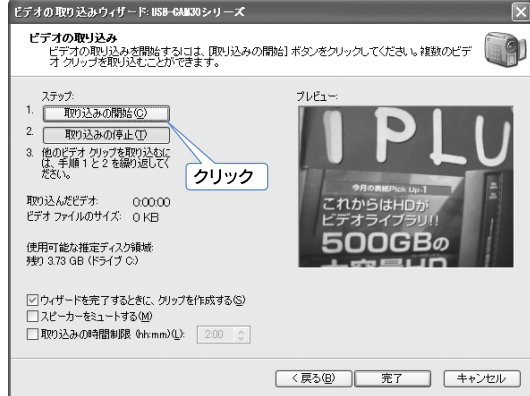 ビデオの取り込みウィザード: USB-CAM30シリーズ
ビデオの取り込み
ビデオの取り込みを開始するには、[取り込みの開始] ボタンをクリックしてください。複数のビデ
オ クリップを取り込むことができます。
ステップ:
1. 取り込みの開始(C)
2. 取り込みの停止(T)
3. 他のビデオ クリップを取り込むに
は、手順 1 と 2 を繰り返してく
ださい。
クリック
取り込んだビデオ: 0:00:00
ビデオ ファイルのサイズ: 0 KB
使用可能な推定ディスク領域:
残り 3.73 GB (ドライブ C:)
ウィザードを完了するときに、クリップを作成する(S)
スピーカーをミュートする(M)
取り込みの時間制限 (hh:mm)(L): 2:00
プレビュー:
I PLU
今月の表紙Pick Up-1
これからはHDが
ビデオライブラリ!!
500GBの
大容量HD
< 戻る(B)
完了
キャンセル